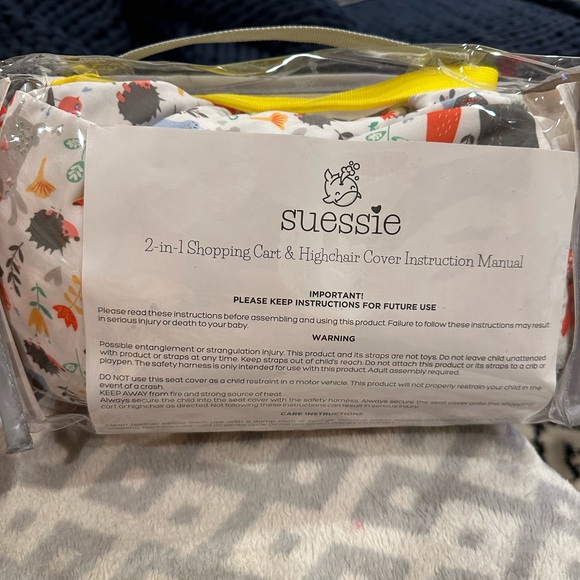 suessie
2-in-1 Shopping Cart & Highchair Cover Instruction Manual
IMPORTANT!
PLEASE KEEP INSTRUCTIONS FOR FUTURE USE
Please read these instructions before assembling and using this product. Failure to follow these instructions may result
in serious injury or death to your baby.
WARNING
Possible entanglement or strangulation injury. This product and its straps are not toys. Do not leave child unattended
with product or straps at any time. Keep straps out of child's reach. Do not attach this product or its straps to a crib or
playpen. The safety harness is only intended for use with this product. Adult assembly required.
DO NOT use this seat cover as a child restraint in a motor vehicle. This product will not properly restrain your child in the
event of a crash.
KEEP AWAY from fire and strong source of heat.
Always secure the child into the seat cover with the safety harness. Always secure the seat cover onto the shopping
cart or highchair as directed. Not following these instructions can result in serious injury.
CARE INSTRUCTIONS